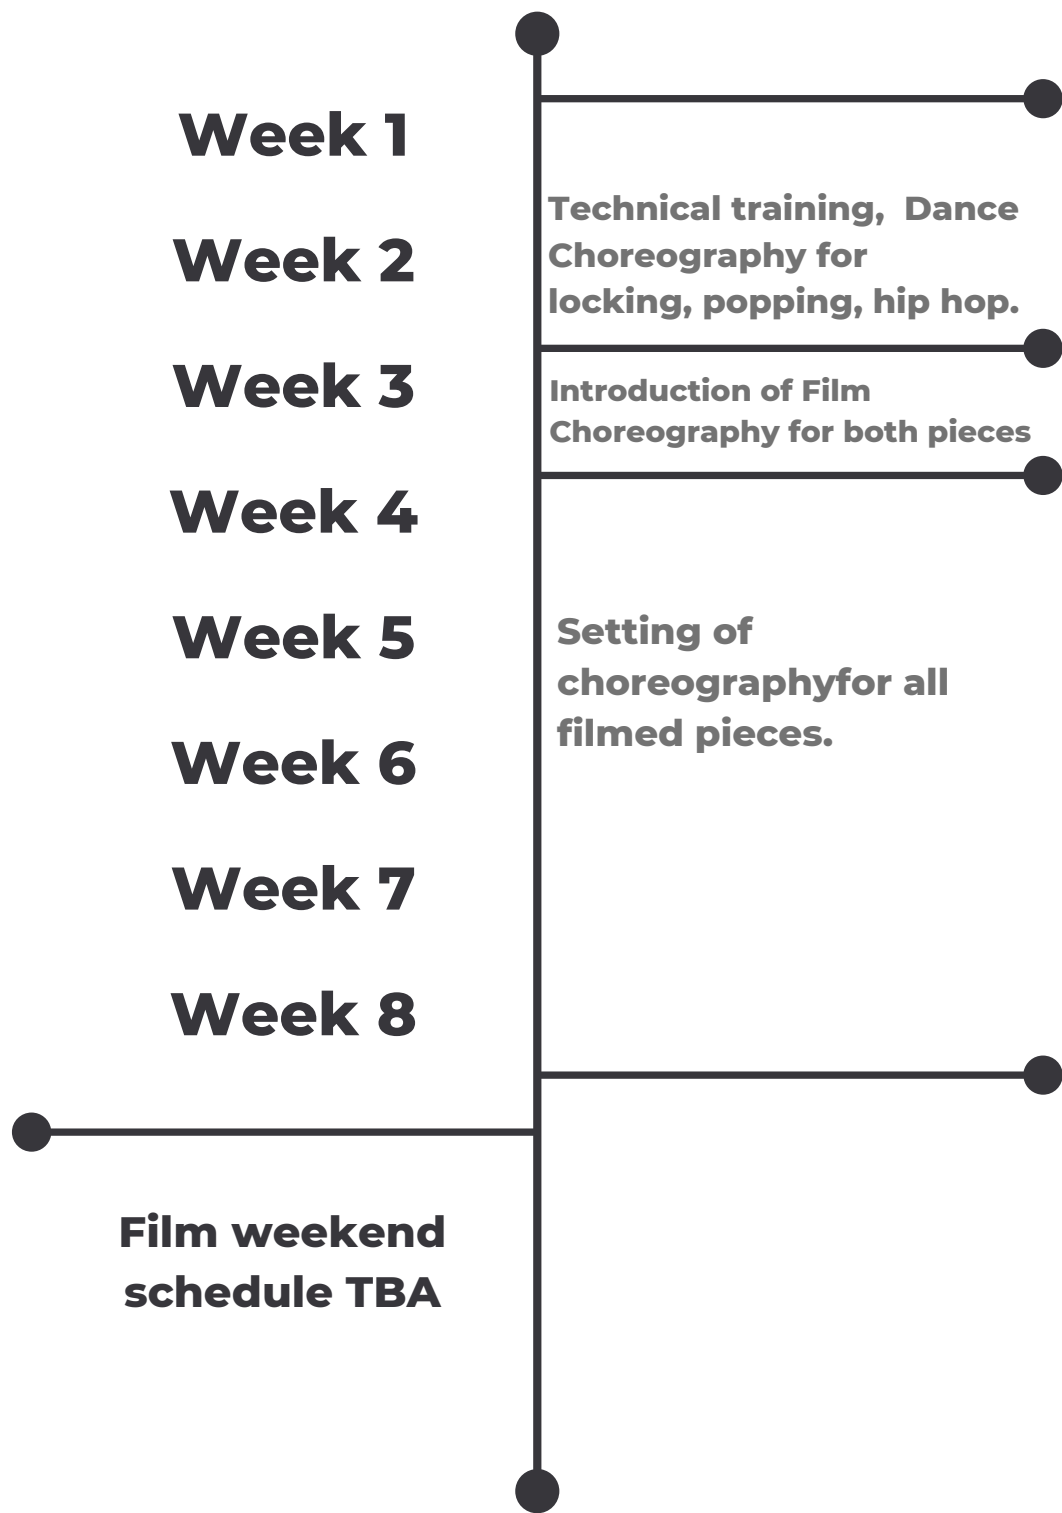 Week 1
Technical training,  Dance
Week 2
Choreography for
locking, popping, hip hop.
Week 3
Introduction of Film
Choreography for both pieces
Week 4
Week 5
Setting of
choreographyfor all
filmed pieces.
Week 6
Week 7
Week 8
Film weekend
schedule TBA